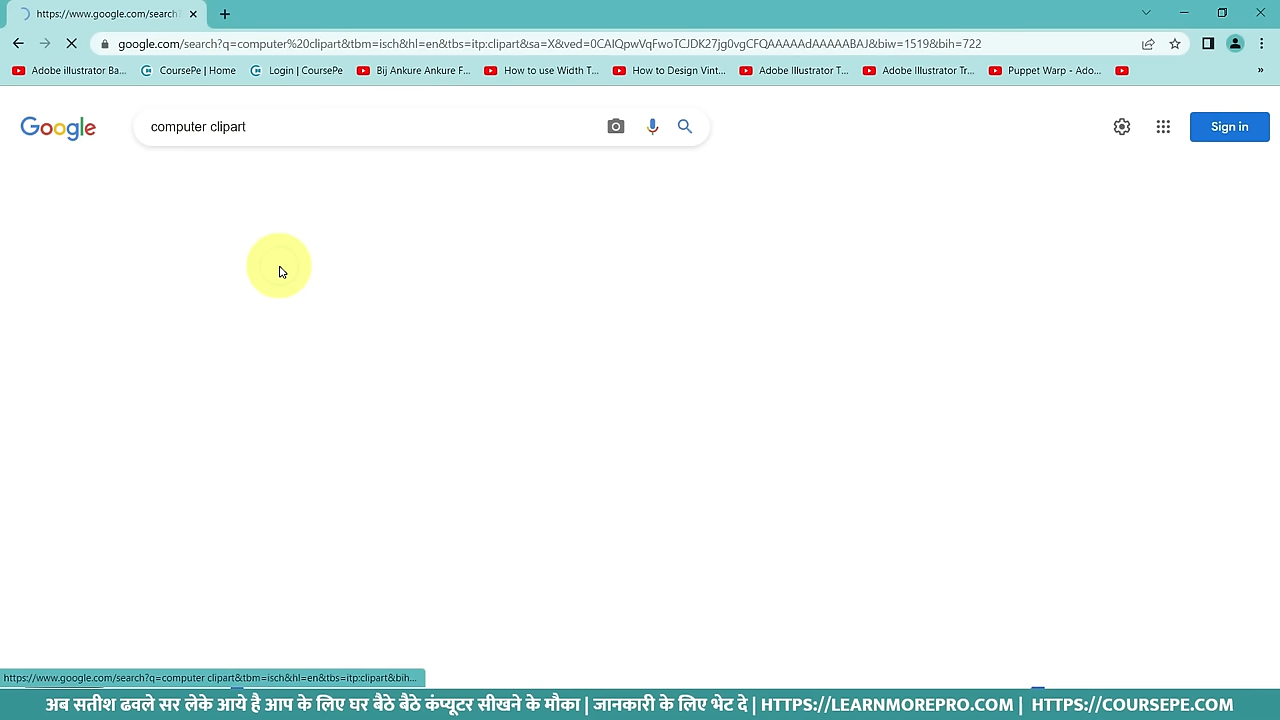 https://www.google.com/search
google.com/search?q=computer%20clipart&tbm=isch&hl=en&tbs=itp:clipart&sa=X&ved=0CAIQpwVqFwoTCJDK27jg0vgCFQAAAAAdAAAAABAJ&biw=1519&bih=722
Adobe illustrator Ba... CoursePe | Home Login | CoursePe Bij Ankure Ankura F... How to Use Width T... How to Design Vint... Adobe Illustrator T... Adobe Illustrator Tr... Puppet Warp - Ado... »
Google computer clipart Sign in
https://www.google.com/search?q=computer clipart&tbm=isch&hl=en&tbs=itp:clipart&bih...
अब सतीश ढवले सर लेके आये है आप के लिए घर बैठे बैठे कंप्यूटर सीखने के मौका | जानकारी के लिए भेट दे | HTTPS://LEARNMOREPRO.COM | HTTPS://COURSEPE.COM